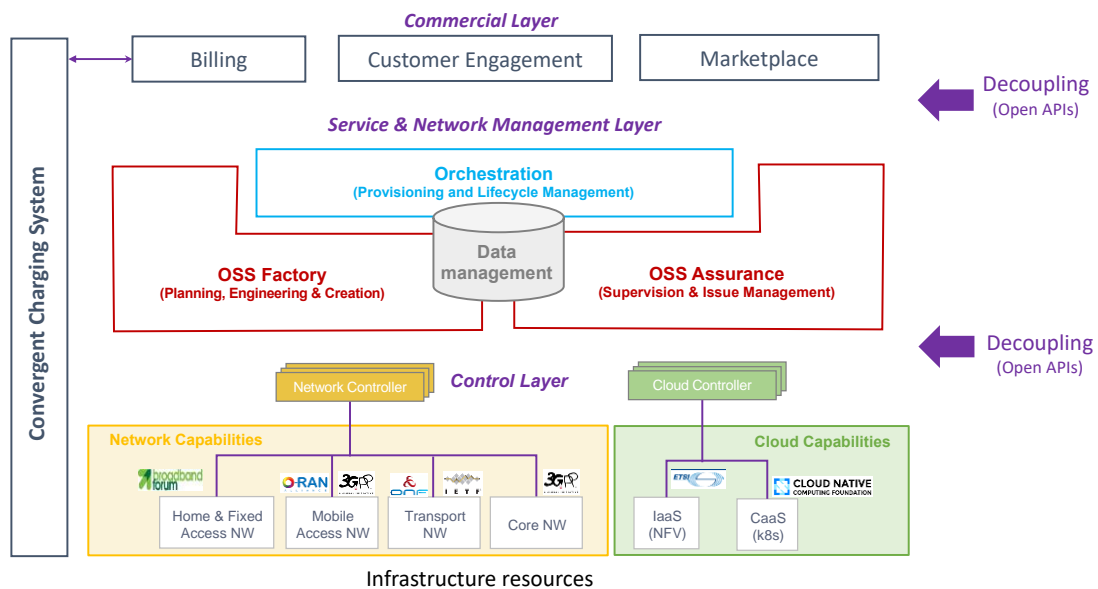 Commercial Layer
Billing
Customer Engagement
Marketplace
Decoupling
(Open APIs)
Convergent Charging System
Service & Network Management Layer
Orchestration
(Provisioning and Lifecycle Management)
Data
management
OSS Factory
(Planning, Engineering & Creation)
OSS Assurance
(Supervision & Issue Management)
Decoupling
(Open APIs)
Network Controller
Control Layer
Cloud Controller
Network Capabilities
Cloud Capabilities
broadband
forum
O-RAN
3GPP
ONF
I E T F
3GPP
ETSI
CLOUD NATIVE
COMPUTING FOUNDATION
Home & Fixed
Access NW
Mobile
Access NW
Transport
NW
Core NW
IaaS
(NFV)
CaaS
(k8s)
Infrastructure resources